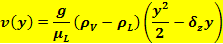 v(y) = g/μ_L (ρ_V − ρ_L) (y²/2 − δ_z y)